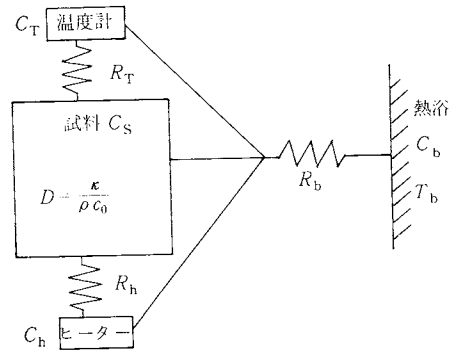 C_T 温度計
R_T
試料 C_S
熱浴
C_b
R_b
D = κ / ρ c_0
T_b
R_h
C_h ヒーター